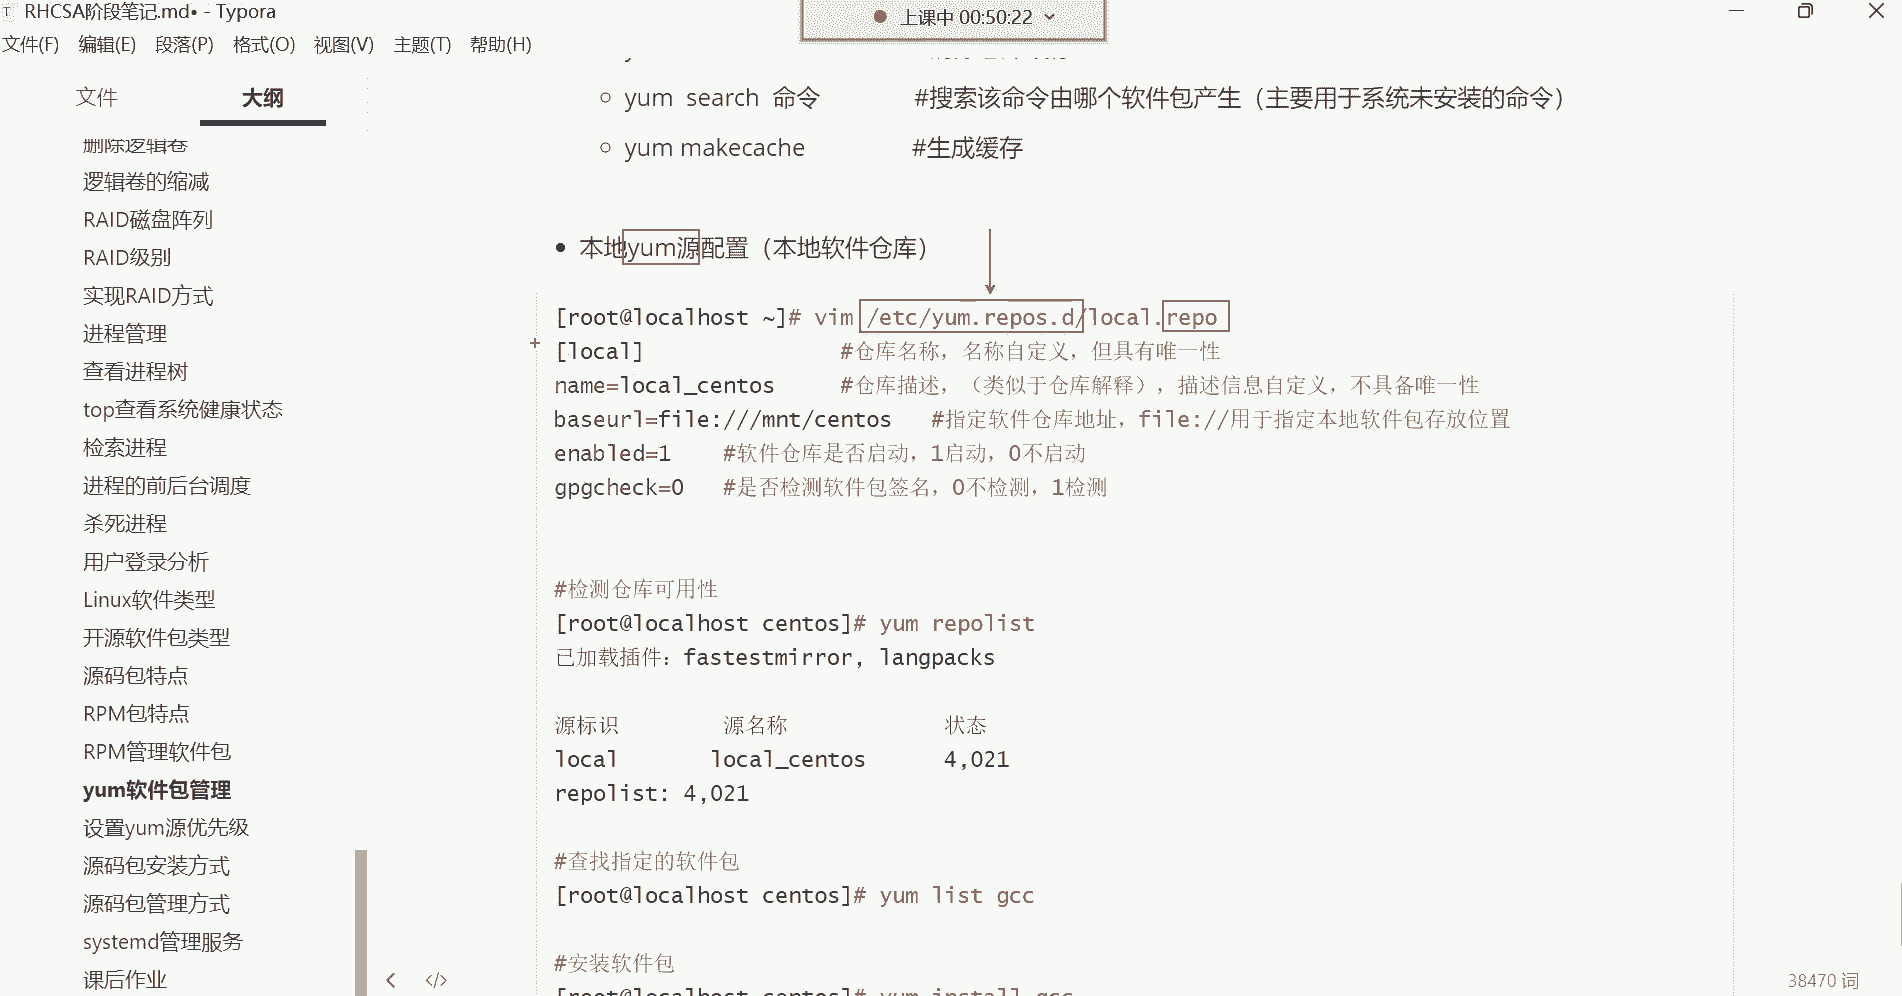 RHCSA阶段笔记.md• - Typora
上课中 00:50:22
文件(F) 编辑(E) 段落(P) 格式(O) 视图(V) 主题(T) 帮助(H)
文件 大纲
删除逻辑卷
逻辑卷的缩减
RAID磁盘阵列
RAID级别
实现RAID方式
进程管理
查看进程树
top查看系统健康状态
检索进程
进程的前后台调度
杀死进程
用户登录分析
Linux软件类型
开源软件包类型
源码包特点
RPM包特点
RPM管理软件包
yum软件包管理
设置yum源优先级
源码包安装方式
源码包管理方式
systemd管理服务
课后作业
yum search 命令 #搜索该命令由哪个软件包产生（主要用于系统未安装的命令）
yum makecache #生成缓存
本地yum源配置（本地软件仓库）
[root@localhost ~]# vim /etc/yum.repos.d/local.repo
[local] #仓库名称，名称自定义，但具有唯一性
name=local_centos #仓库描述，（类似于仓库解释），描述信息自定义，不具备唯一性
baseurl=file:///mnt/centos #指定软件仓库地址，file://用于指定本地软件包存放位置
enabled=1 #软件仓库是否启动，1启动，0不启动
gpgcheck=0 #是否检测软件包签名，0不检测，1检测
#检测仓库可用性
[root@localhost centos]# yum repolist
已加载插件：fastestmirror, langpacks
源标识 源名称 状态
local local_centos 4,021
repolist: 4,021
#查找指定的软件包
[root@localhost centos]# yum list gcc
#安装软件包
[root@localhost centos]# yum install gcc
38470 词